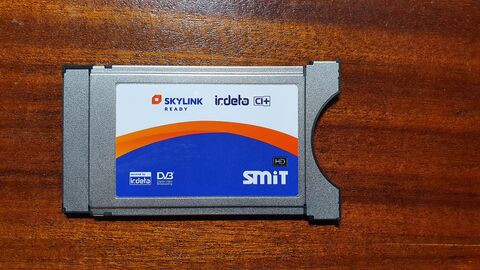 SKYLINK irdeto CI+
READY
HD
irdeto DVB SMiT